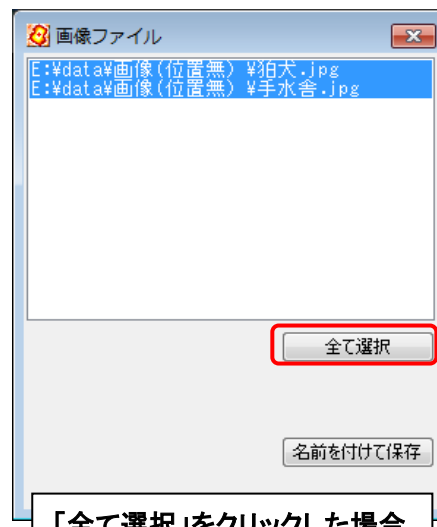 画像ファイル
E:¥data¥画像(位置無) ¥狛犬.jpg
E:¥data¥画像(位置無) ¥手水舎.jpg
全て選択
名前を付けて保存
「全て選択」をクリックした場合